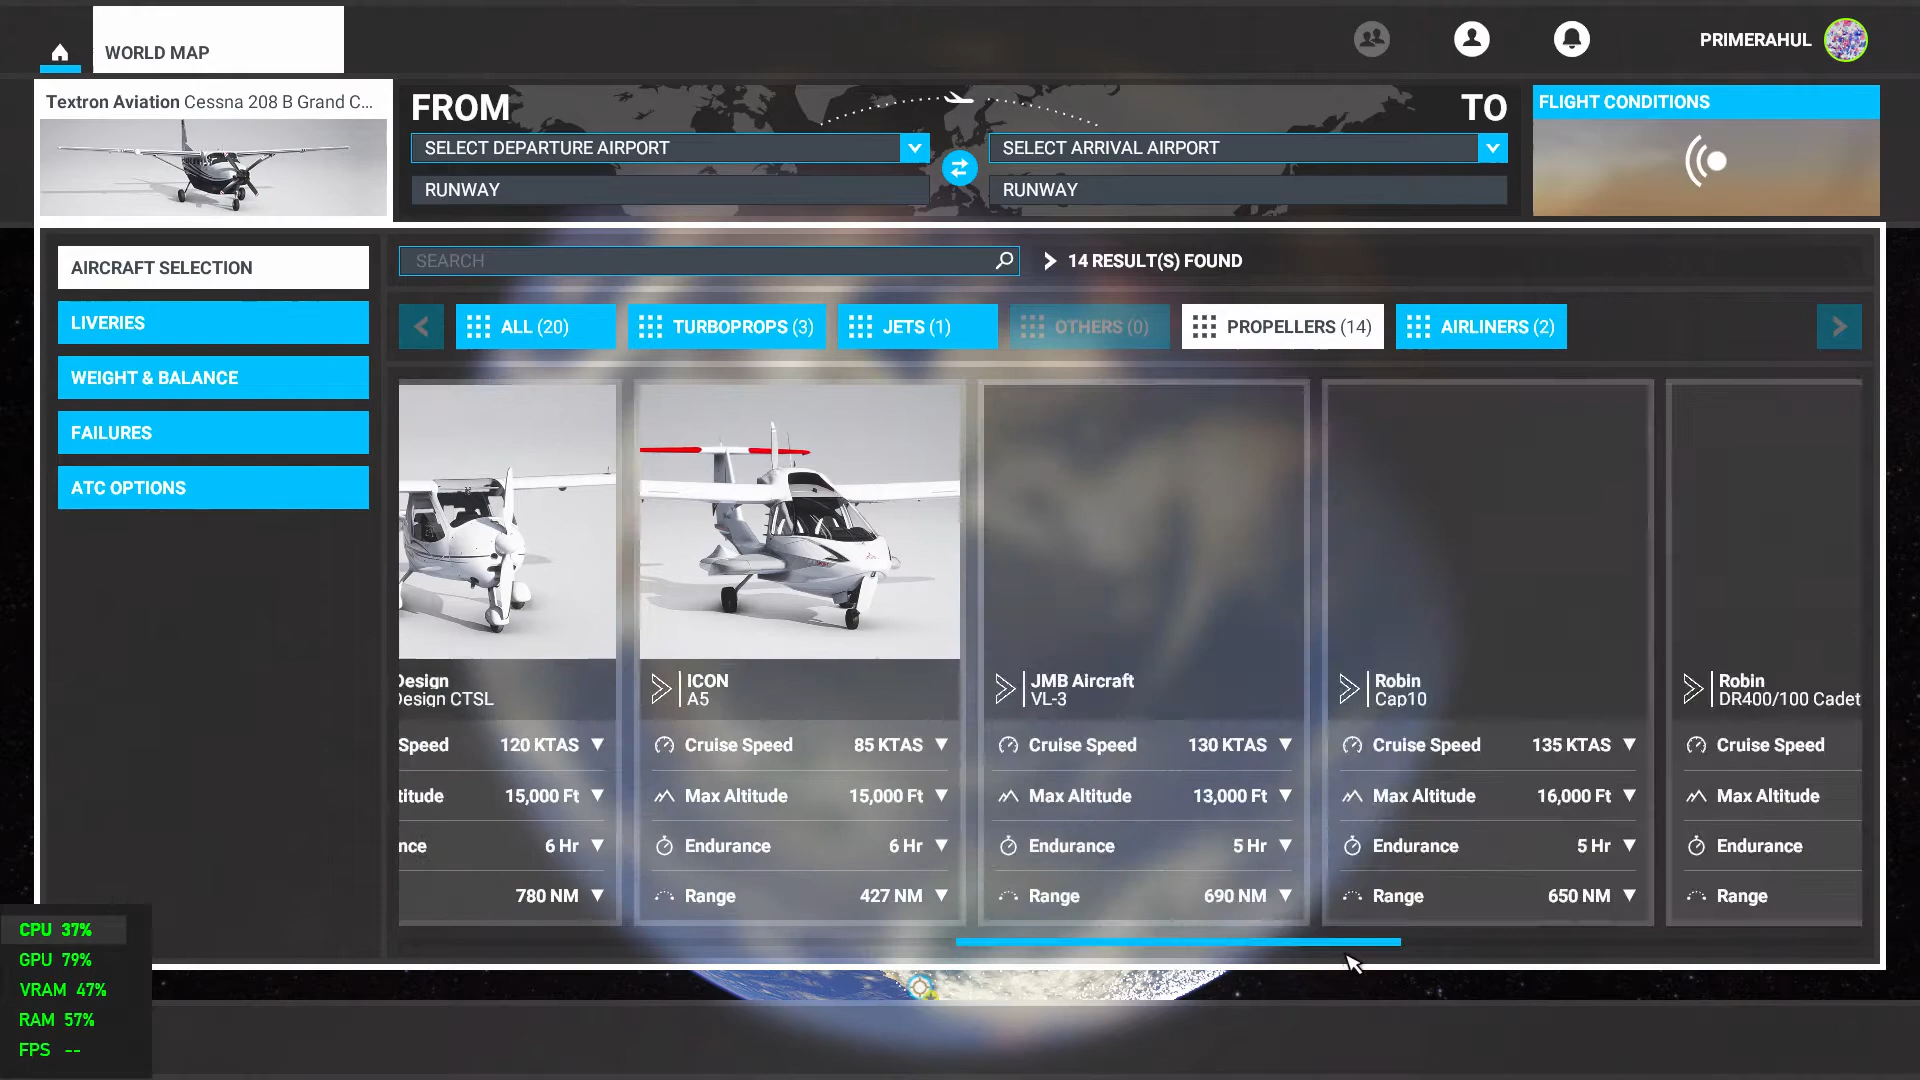 WORLD MAP
PRIMERAHUL
Textron Aviation Cessna 208 B Grand C...
FROM
TO
SELECT DEPARTURE AIRPORT
SELECT ARRIVAL AIRPORT
RUNWAY
RUNWAY
FLIGHT CONDITIONS
AIRCRAFT SELECTION
LIVERIES
WEIGHT & BALANCE
FAILURES
ATC OPTIONS
SEARCH
14 RESULT(S) FOUND
ALL (20)
TURBOPROPS (3)
JETS (1)
OTHERS (0)
PROPELLERS (14)
AIRLINERS (2)
Design
Design CTSL
Speed 120 KTAS
titude 15,000 Ft
nce 6 Hr
780 NM
ICON
A5
Cruise Speed 85 KTAS
Max Altitude 15,000 Ft
Endurance 6 Hr
Range 427 NM
JMB Aircraft
VL-3
Cruise Speed 130 KTAS
Max Altitude 13,000 Ft
Endurance 5 Hr
Range 690 NM
Robin
Cap10
Cruise Speed 135 KTAS
Max Altitude 16,000 Ft
Endurance 5 Hr
Range 650 NM
Robin
DR400/100 Cadet
Cruise Speed
Max Altitude
Endurance
Range
CPU 37%
GPU 79%
VRAM 47%
RAM 57%
FPS --